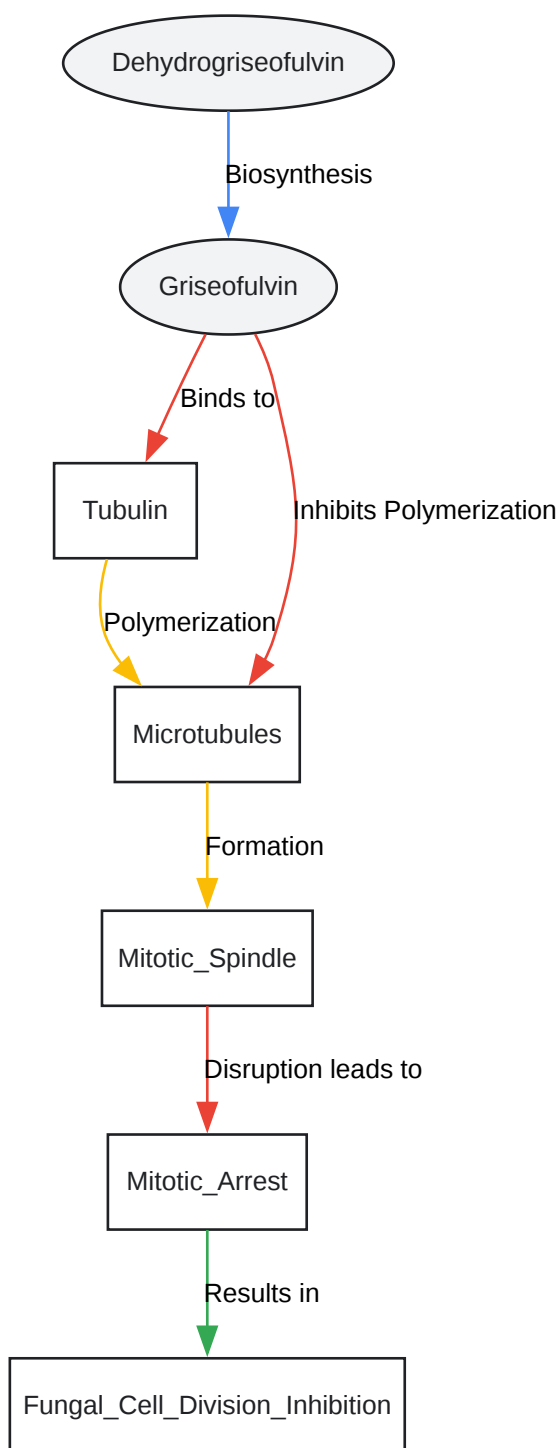 Dehydrogriseofulvin
Biosynthesis
Griseofulvin
Binds to
Tubulin
Inhibits Polymerization
Polymerization
Microtubules
Formation
Mitotic_Spindle
Disruption leads to
Mitotic_Arrest
Results in
Fungal_Cell_Division_Inhibition